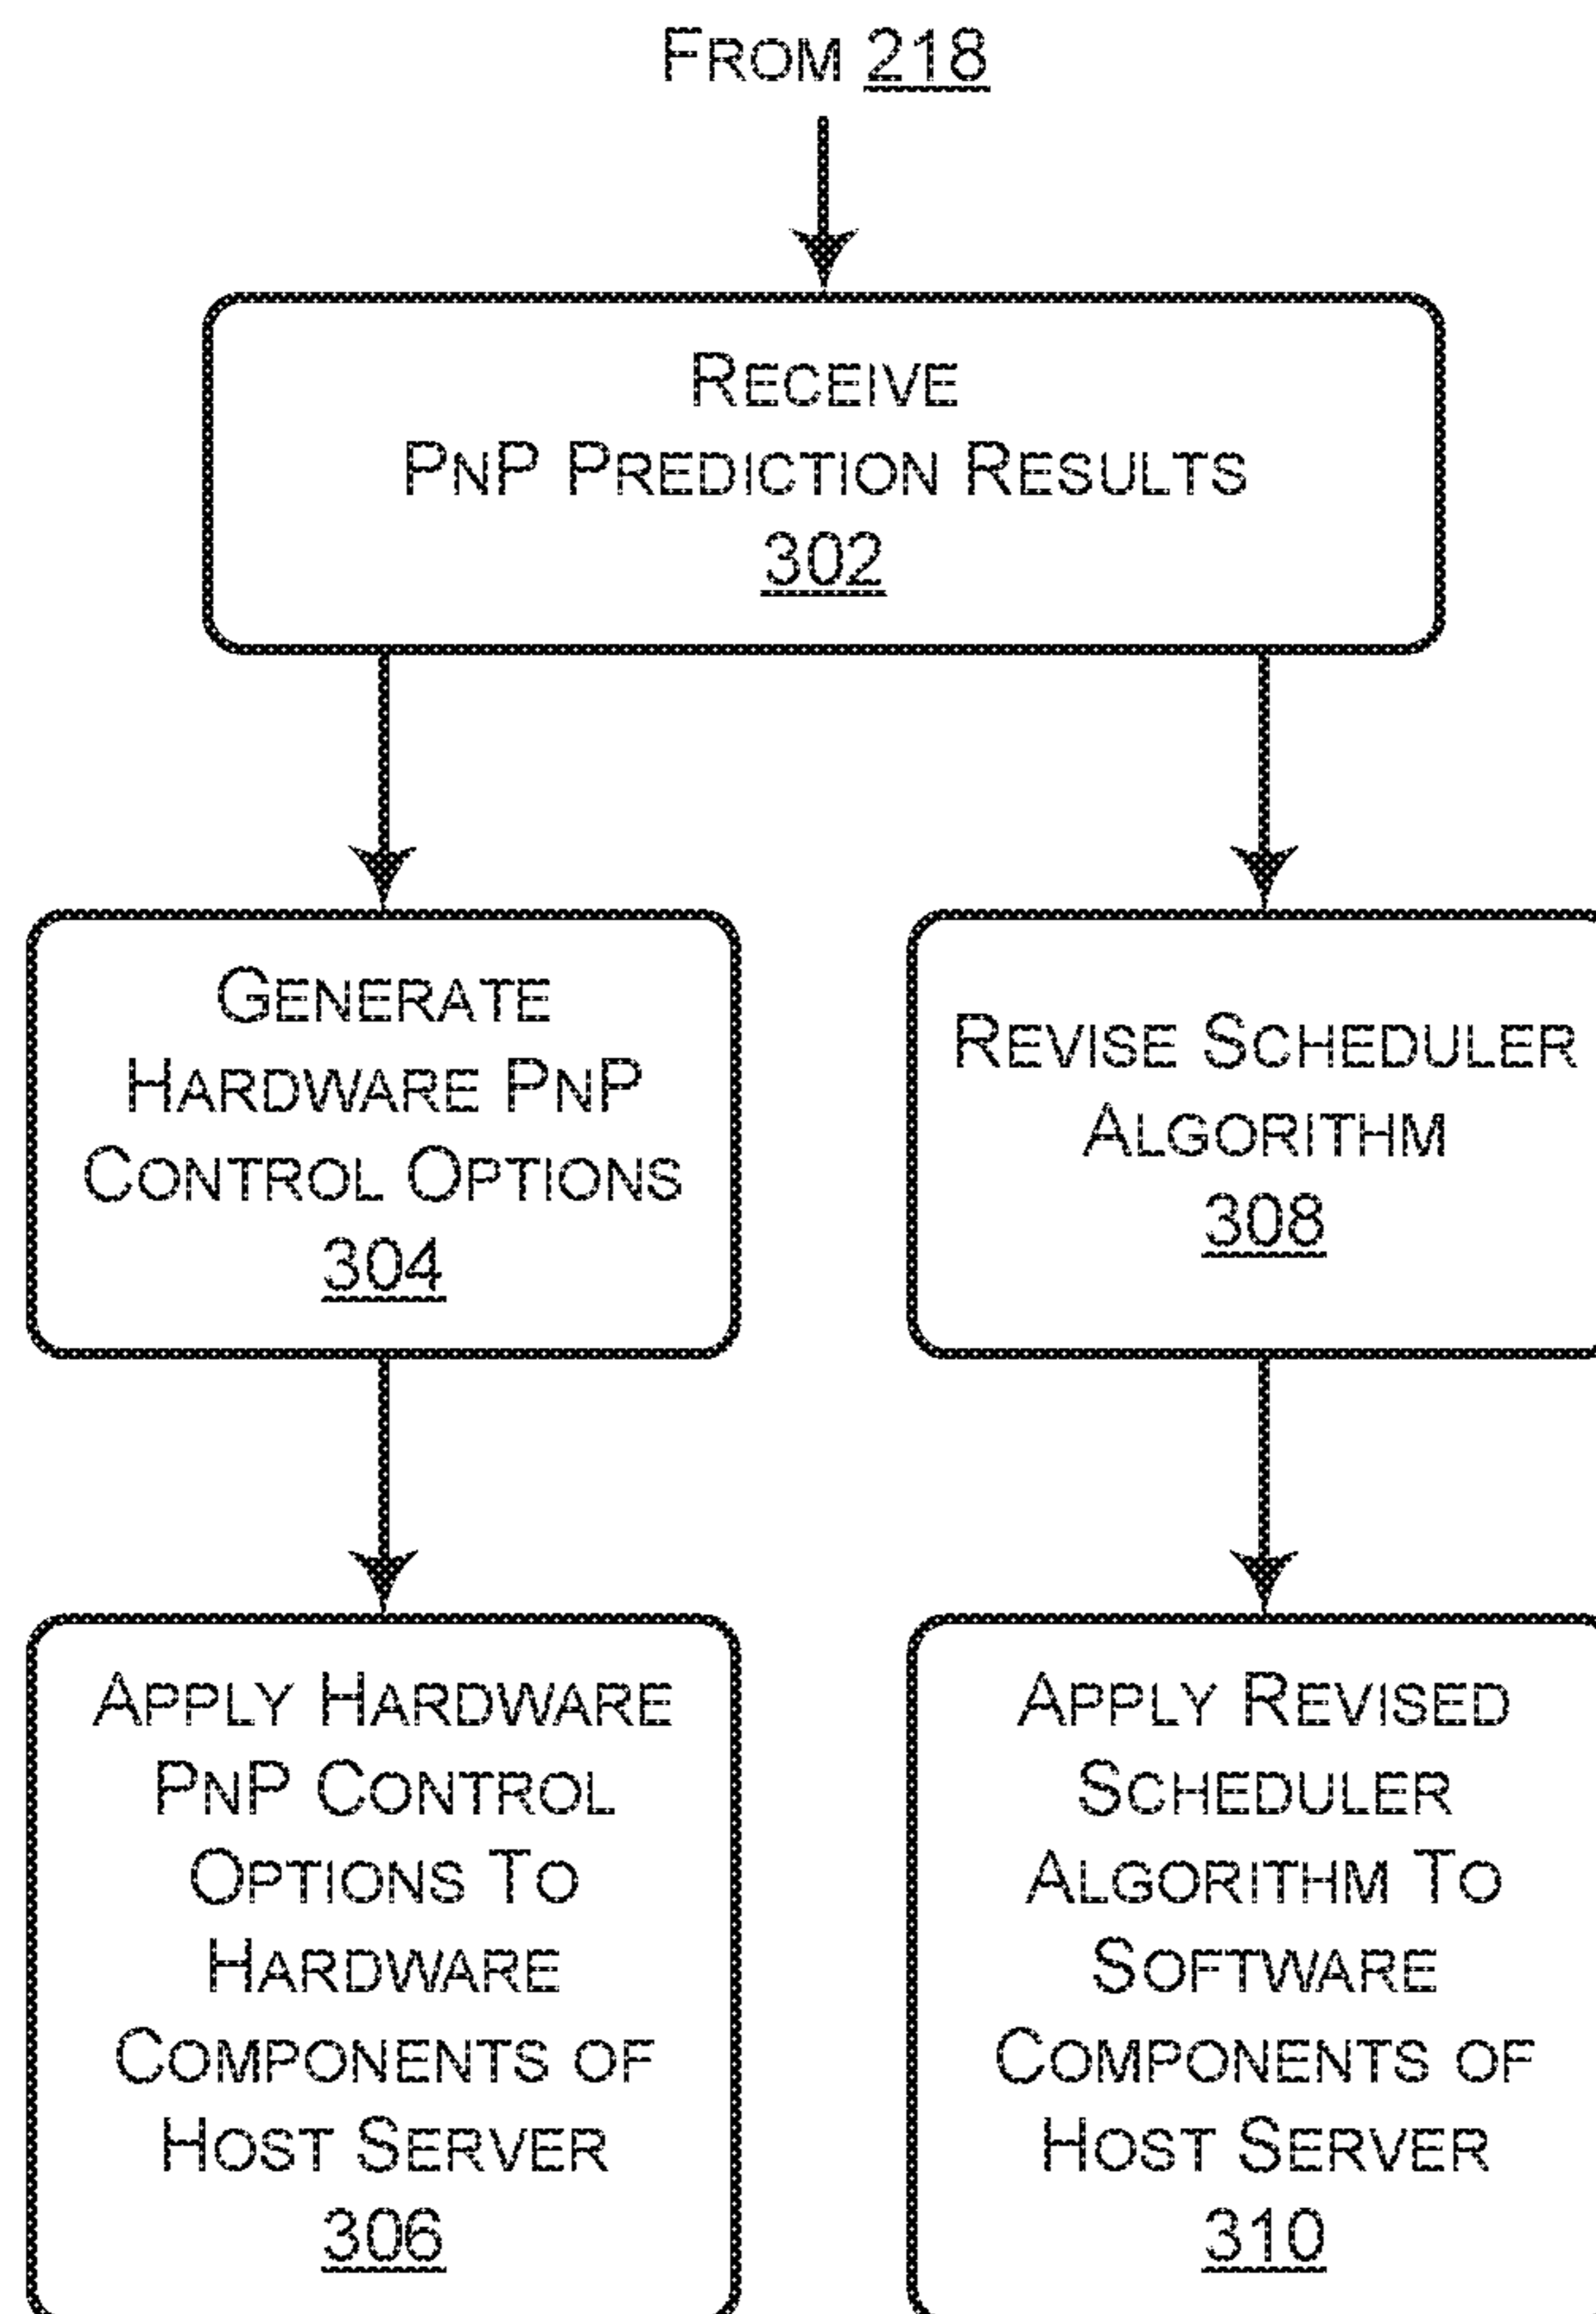 FROM 218
RECEIVE
PNP PREDICTION RESULTS
302
GENERATE
HARDWARE PNP
CONTROL OPTIONS
304
REVISE SCHEDULER
ALGORITHM
308
APPLY HARDWARE
PNP CONTROL
OPTIONS TO
HARDWARE
COMPONENTS OF
HOST SERVER
306
APPLY REVISED
SCHEDULER
ALGORITHM TO
SOFTWARE
COMPONENTS OF
HOST SERVER
310